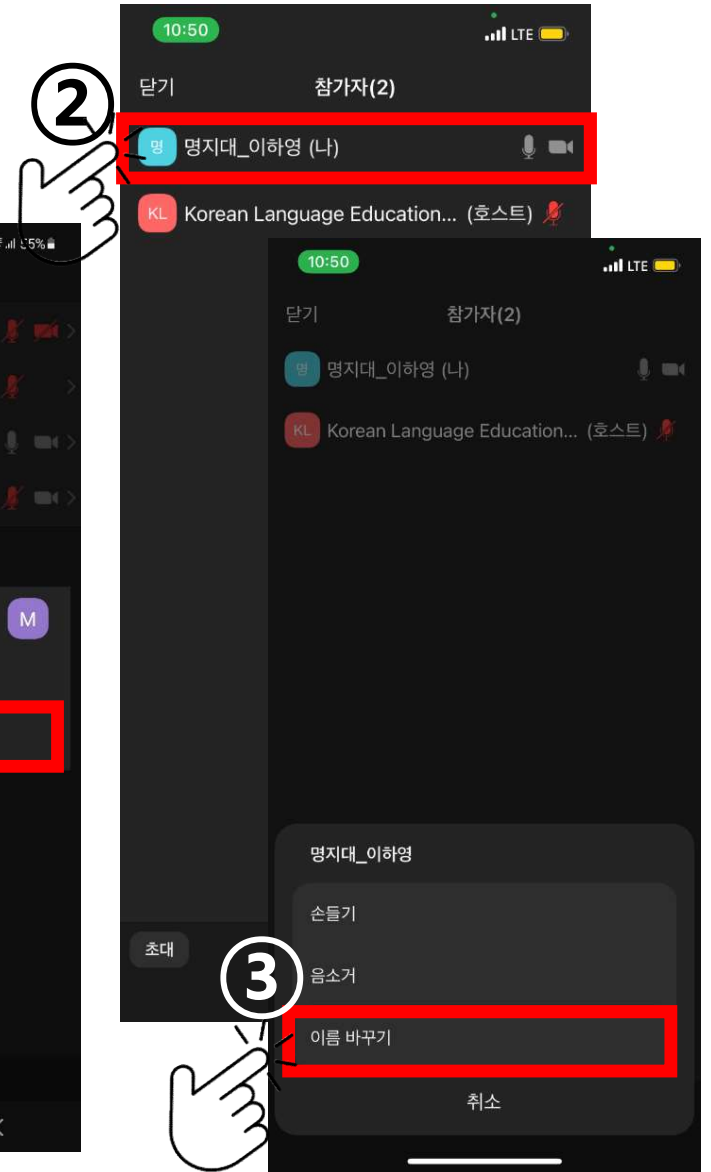 ②
10:50 LTE
닫기 참가자(2)
명 명지대_이하영 (나)
KL Korean Language Education... (호스트)
초대
55%
M
10:50 LTE
닫기 참가자(2)
명 명지대_이하영 (나)
KL Korean Language Education... (호스트)
명지대_이하영
손들기
③
음소거
이름 바꾸기
취소